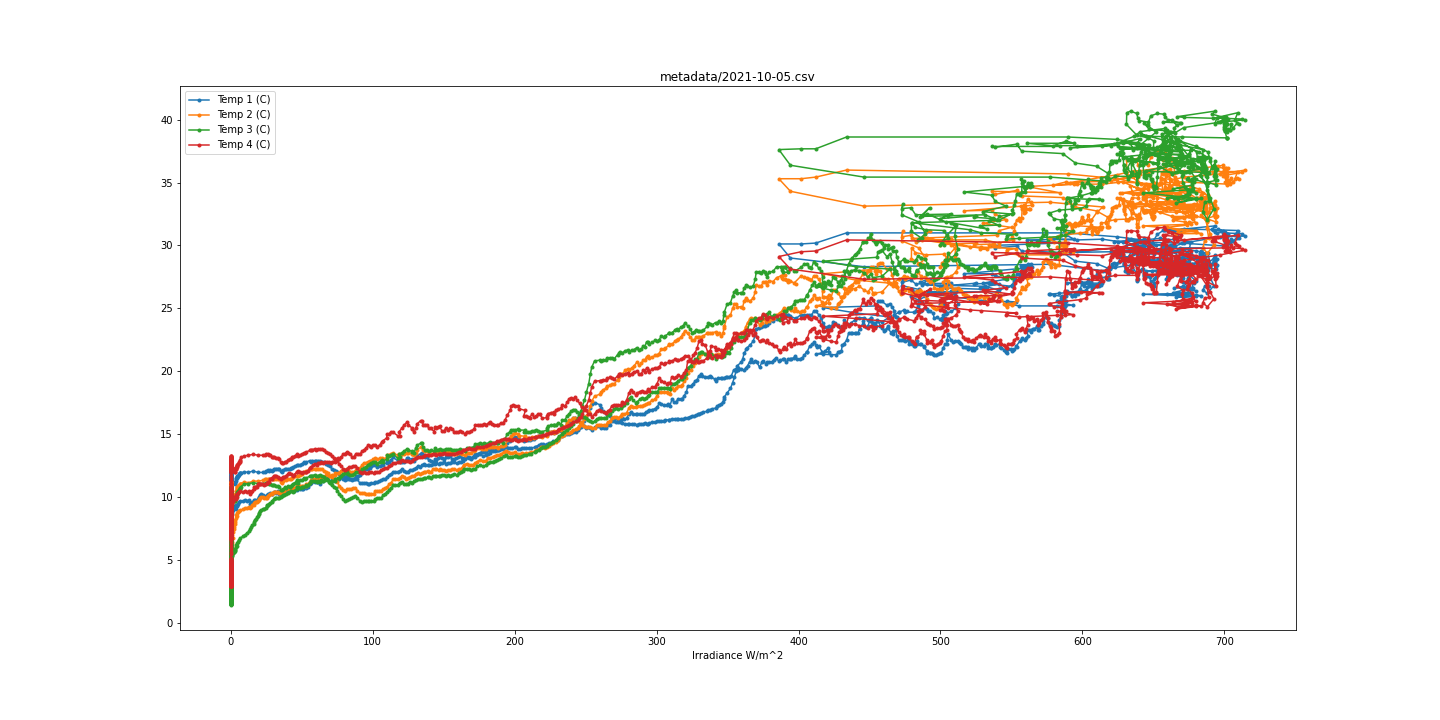 metadata/2021-10-05.csv
Temp 1 (C)
Temp 2 (C)
Temp 3 (C)
Temp 4 (C)
40
35
30
25
20
15
10
5
0
0 100 200 300 400 500 600 700
Irradiance W/m^2